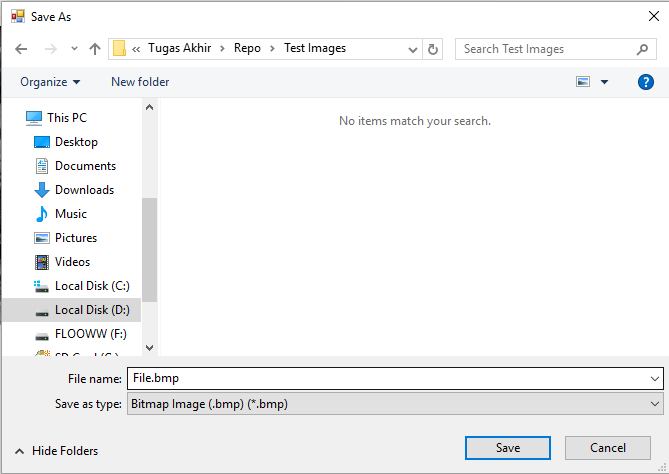 Save As
« Tugas Akhir > Repo > Test Images
Search Test Images
Organize
New folder
?
No items match your search.
This PC
Desktop
Documents
Downloads
Music
Pictures
Videos
Local Disk (C:)
Local Disk (D:)
FLOOWW (F:)
File name: File.bmp
Save as type: Bitmap Image (.bmp) (*.bmp)
Hide Folders
Save
Cancel